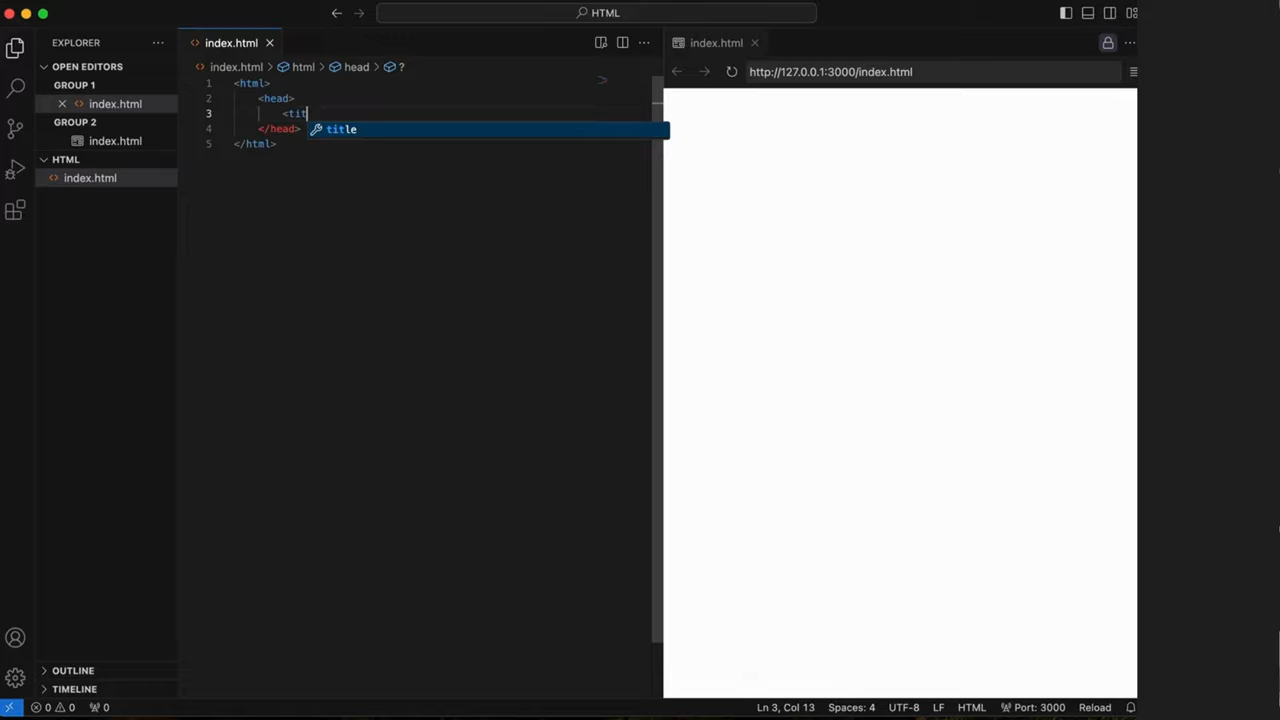 HTML
EXPLORER
OPEN EDITORS
GROUP 1
index.html
GROUP 2
index.html
HTML
index.html
OUTLINE
TIMELINE
index.html
index.html > html > head > ?
1 <html>
2 <head>
3 <tit
4 </head>
5 </html>
title
index.html
http://127.0.0.1:3000/index.html
0 0 0
Ln 3, Col 13 Spaces: 4 UTF-8 LF HTML Port: 3000 Reload